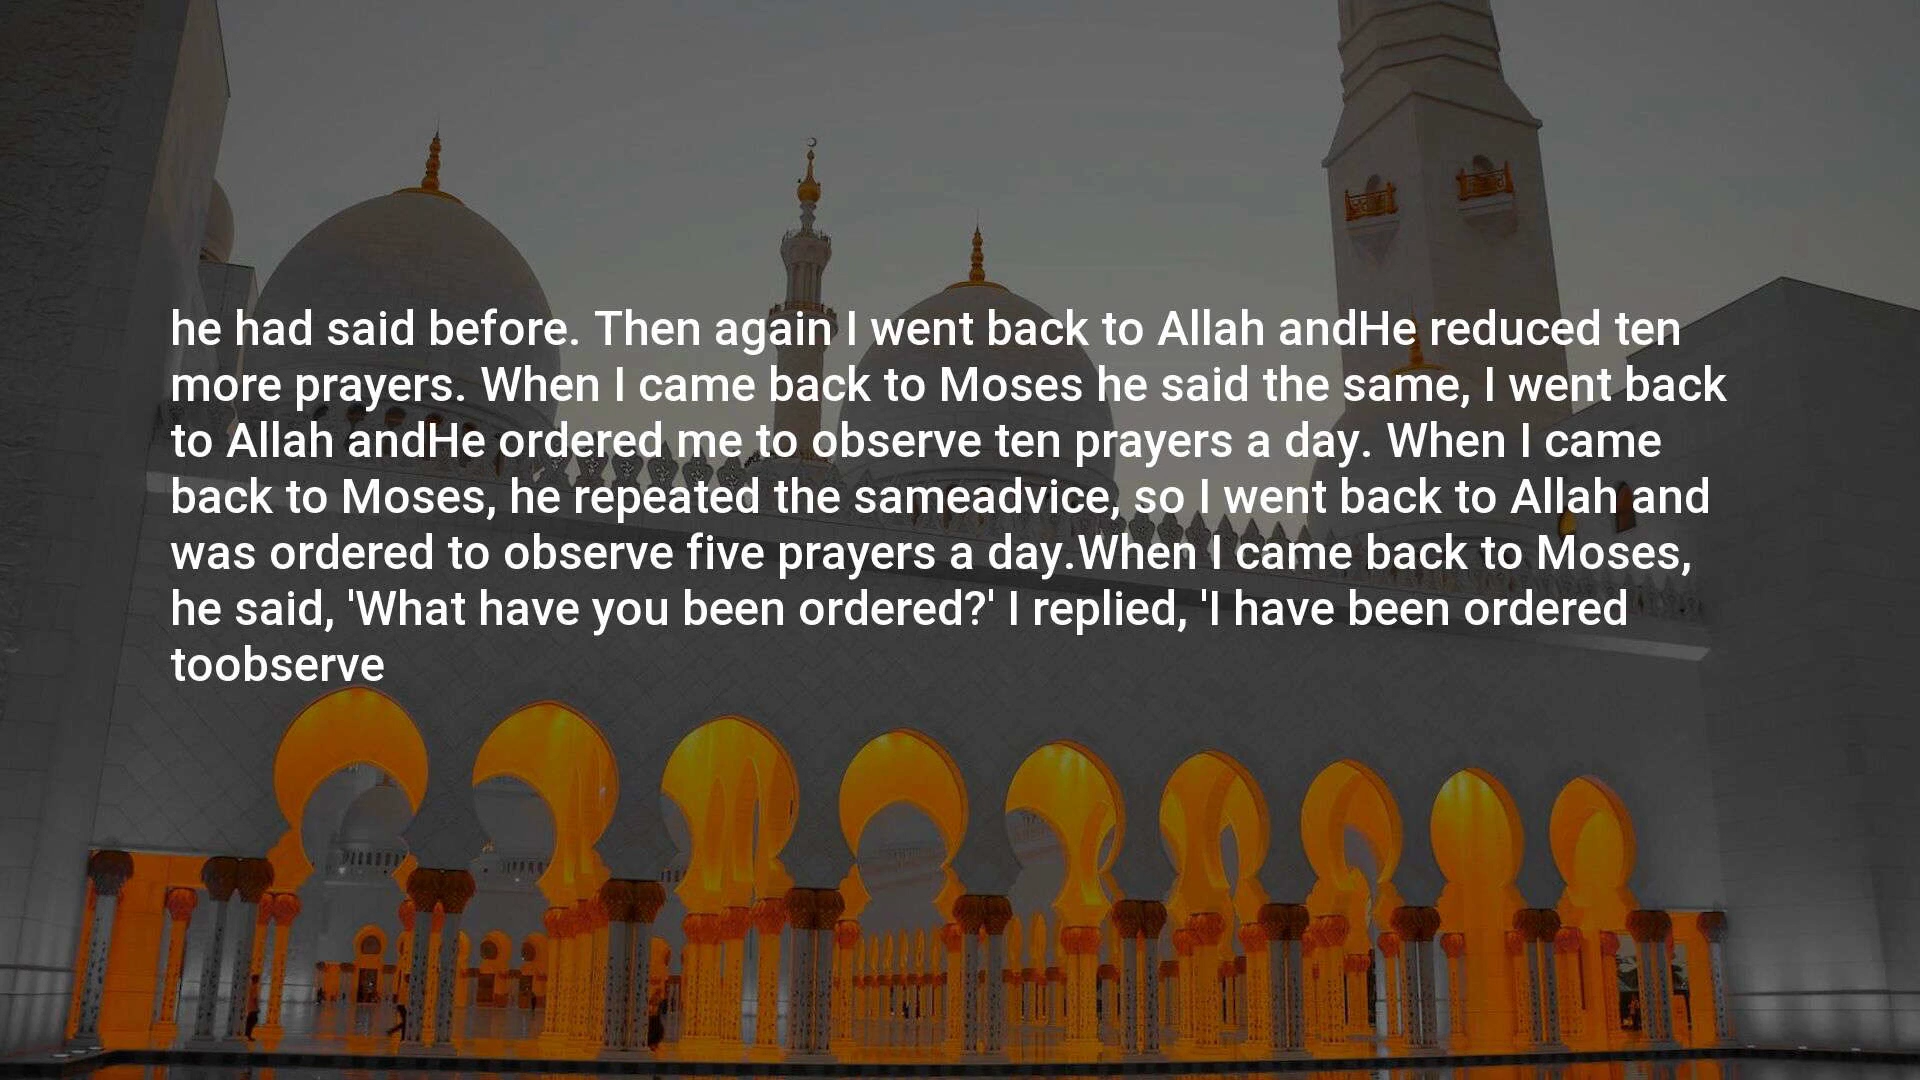 he had said before. Then again I went back to Allah andHe reduced ten
more prayers. When I came back to Moses he said the same, I went back
to Allah andHe ordered me to observe ten prayers a day. When I came
back to Moses, he repeated the sameadvice, so I went back to Allah and
was ordered to observe five prayers a day.When I came back to Moses,
he said, 'What have you been ordered?' I replied, 'I have been ordered
toobserve